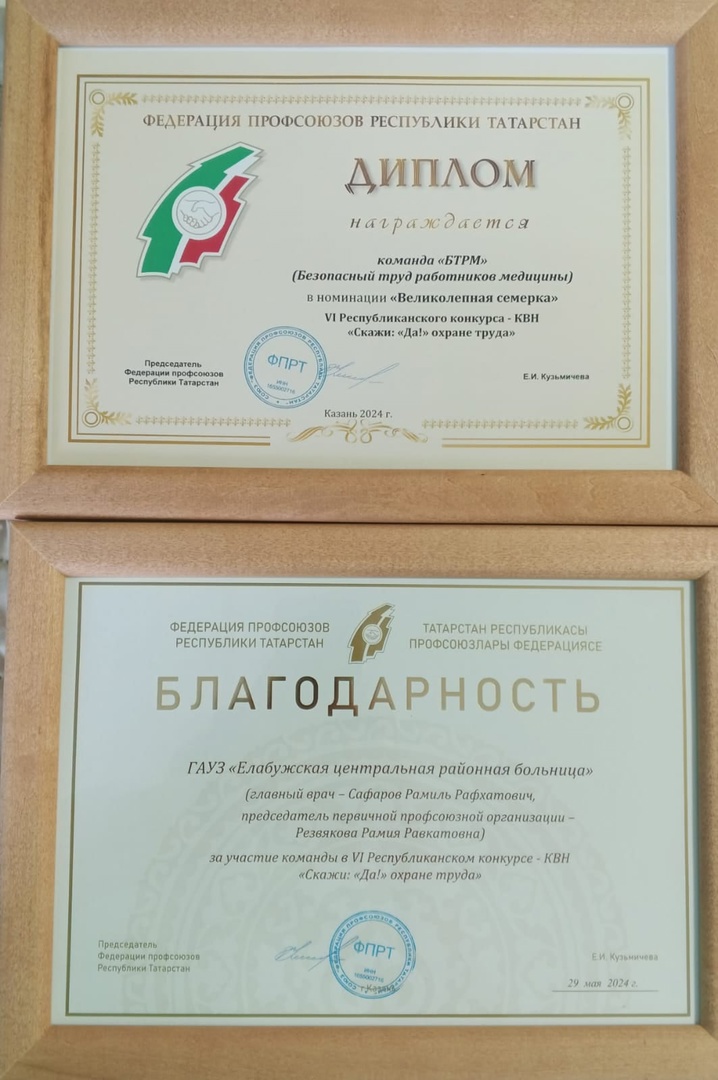 ФЕДЕРАЦИЯ ПРОФСОЮЗОВ РЕСПУБЛИКИ ТАТАРСТАН
ДИПЛОМ
награждается
команда «БТРМ»
(Безопасный труд работников медицины)
в номинации «Великолепная семерка»
VI Республиканского конкурса - КВН
«Скажи: «Да!» охране труда»
Председатель
Федерации профсоюзов
Республики Татарстан
ФПРТ
ИНН
Е.И. Кузьмичева
Казань 2024 г.
ФЕДЕРАЦИЯ ПРОФСОЮЗОВ
РЕСПУБЛИКИ ТАТАРСТАН
ТАТАРСТАН РЕСПУБЛИКАСЫ
ПРОФСОЮЗЛАРЫ ФЕДЕРАЦИЯСЕ
БЛАГОДАРНОСТЬ
ГАУЗ «Елабужская центральная районная больница»
(главный врач – Сафаров Рамиль Рафхатович,
председатель первичной профсоюзной организации –
Резвякова Рамия Равкатовна)
за участие команды в VI Республиканском конкурсе - КВН
«Скажи: «Да!» охране труда»
Председатель
Федерации профсоюзов
Республики Татарстан
ФПРТ
ИНН
Е.И. Кузьмичева
29 мая 2024 г.